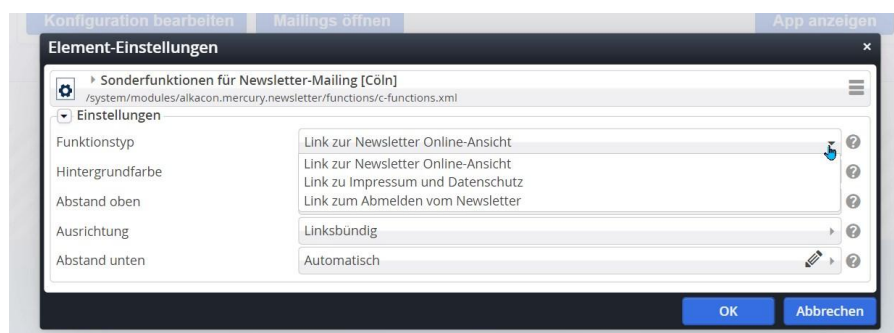 Konfiguration bearbeiten Mailings öffnen App anzeigen
Element-Einstellungen
Sonderfunktionen für Newsletter-Mailing [Cöln]
/system/modules/alkacon.mercury.newsletter/functions/c-functions.xml
Einstellungen
Funktionstyp Link zur Newsletter Online-Ansicht
Link zur Newsletter Online-Ansicht
Hintergrundfarbe Link zu Impressum und Datenschutz
Abstand oben Link zum Abmelden vom Newsletter
Ausrichtung Linksbündig
Abstand unten Automatisch
OK Abbrechen